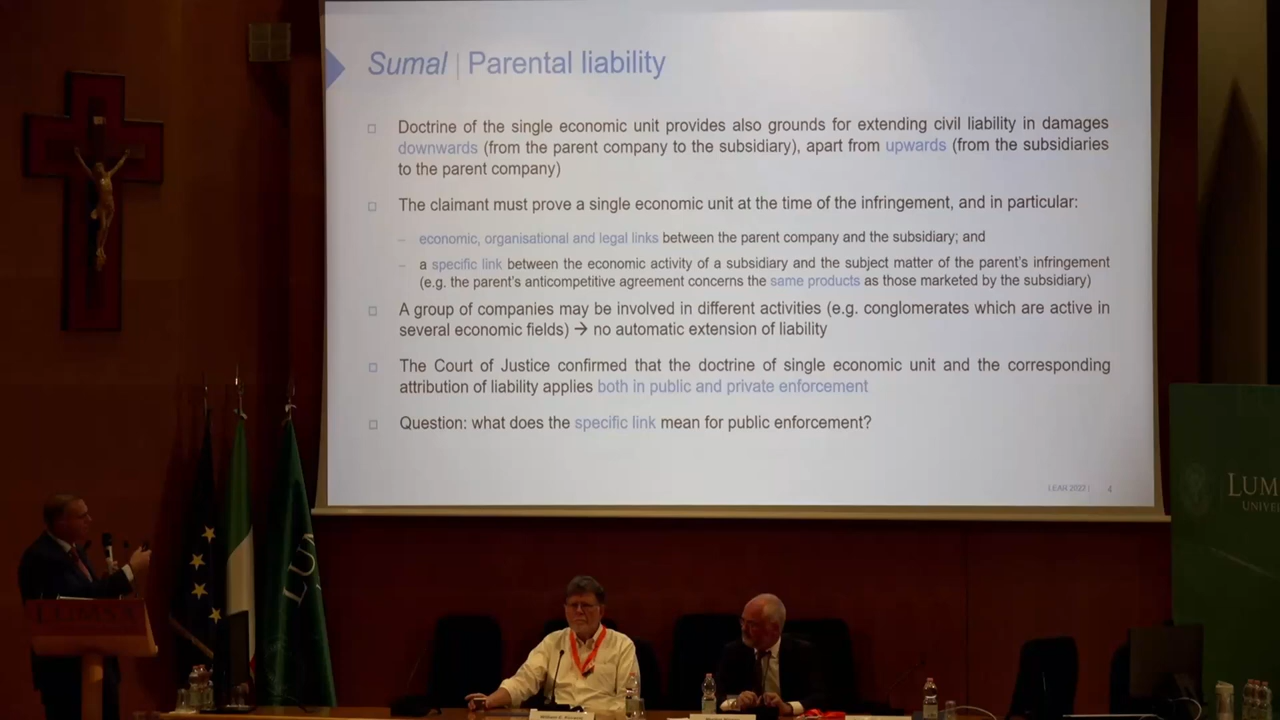 Sumal | Parental liability
Doctrine of the single economic unit provides also grounds for extending civil liability in damages
downwards (from the parent company to the subsidiary), apart from upwards (from the subsidiaries
to the parent company)
The claimant must prove a single economic unit at the time of the infringement, and in particular:
– economic, organisational and legal links between the parent company and the subsidiary; and
– a specific link between the economic activity of a subsidiary and the subject matter of the parent's infringement
(e.g. the parent's anticompetitive agreement concerns the same products as those marketed by the subsidiary)
A group of companies may be involved in different activities (e.g. conglomerates which are active in
several economic fields) → no automatic extension of liability
The Court of Justice confirmed that the doctrine of single economic unit and the corresponding
attribution of liability applies both in public and private enforcement
Question: what does the specific link mean for public enforcement?
LEAR 2023 | 4
LUM
UNIVER
LUMSA
LU